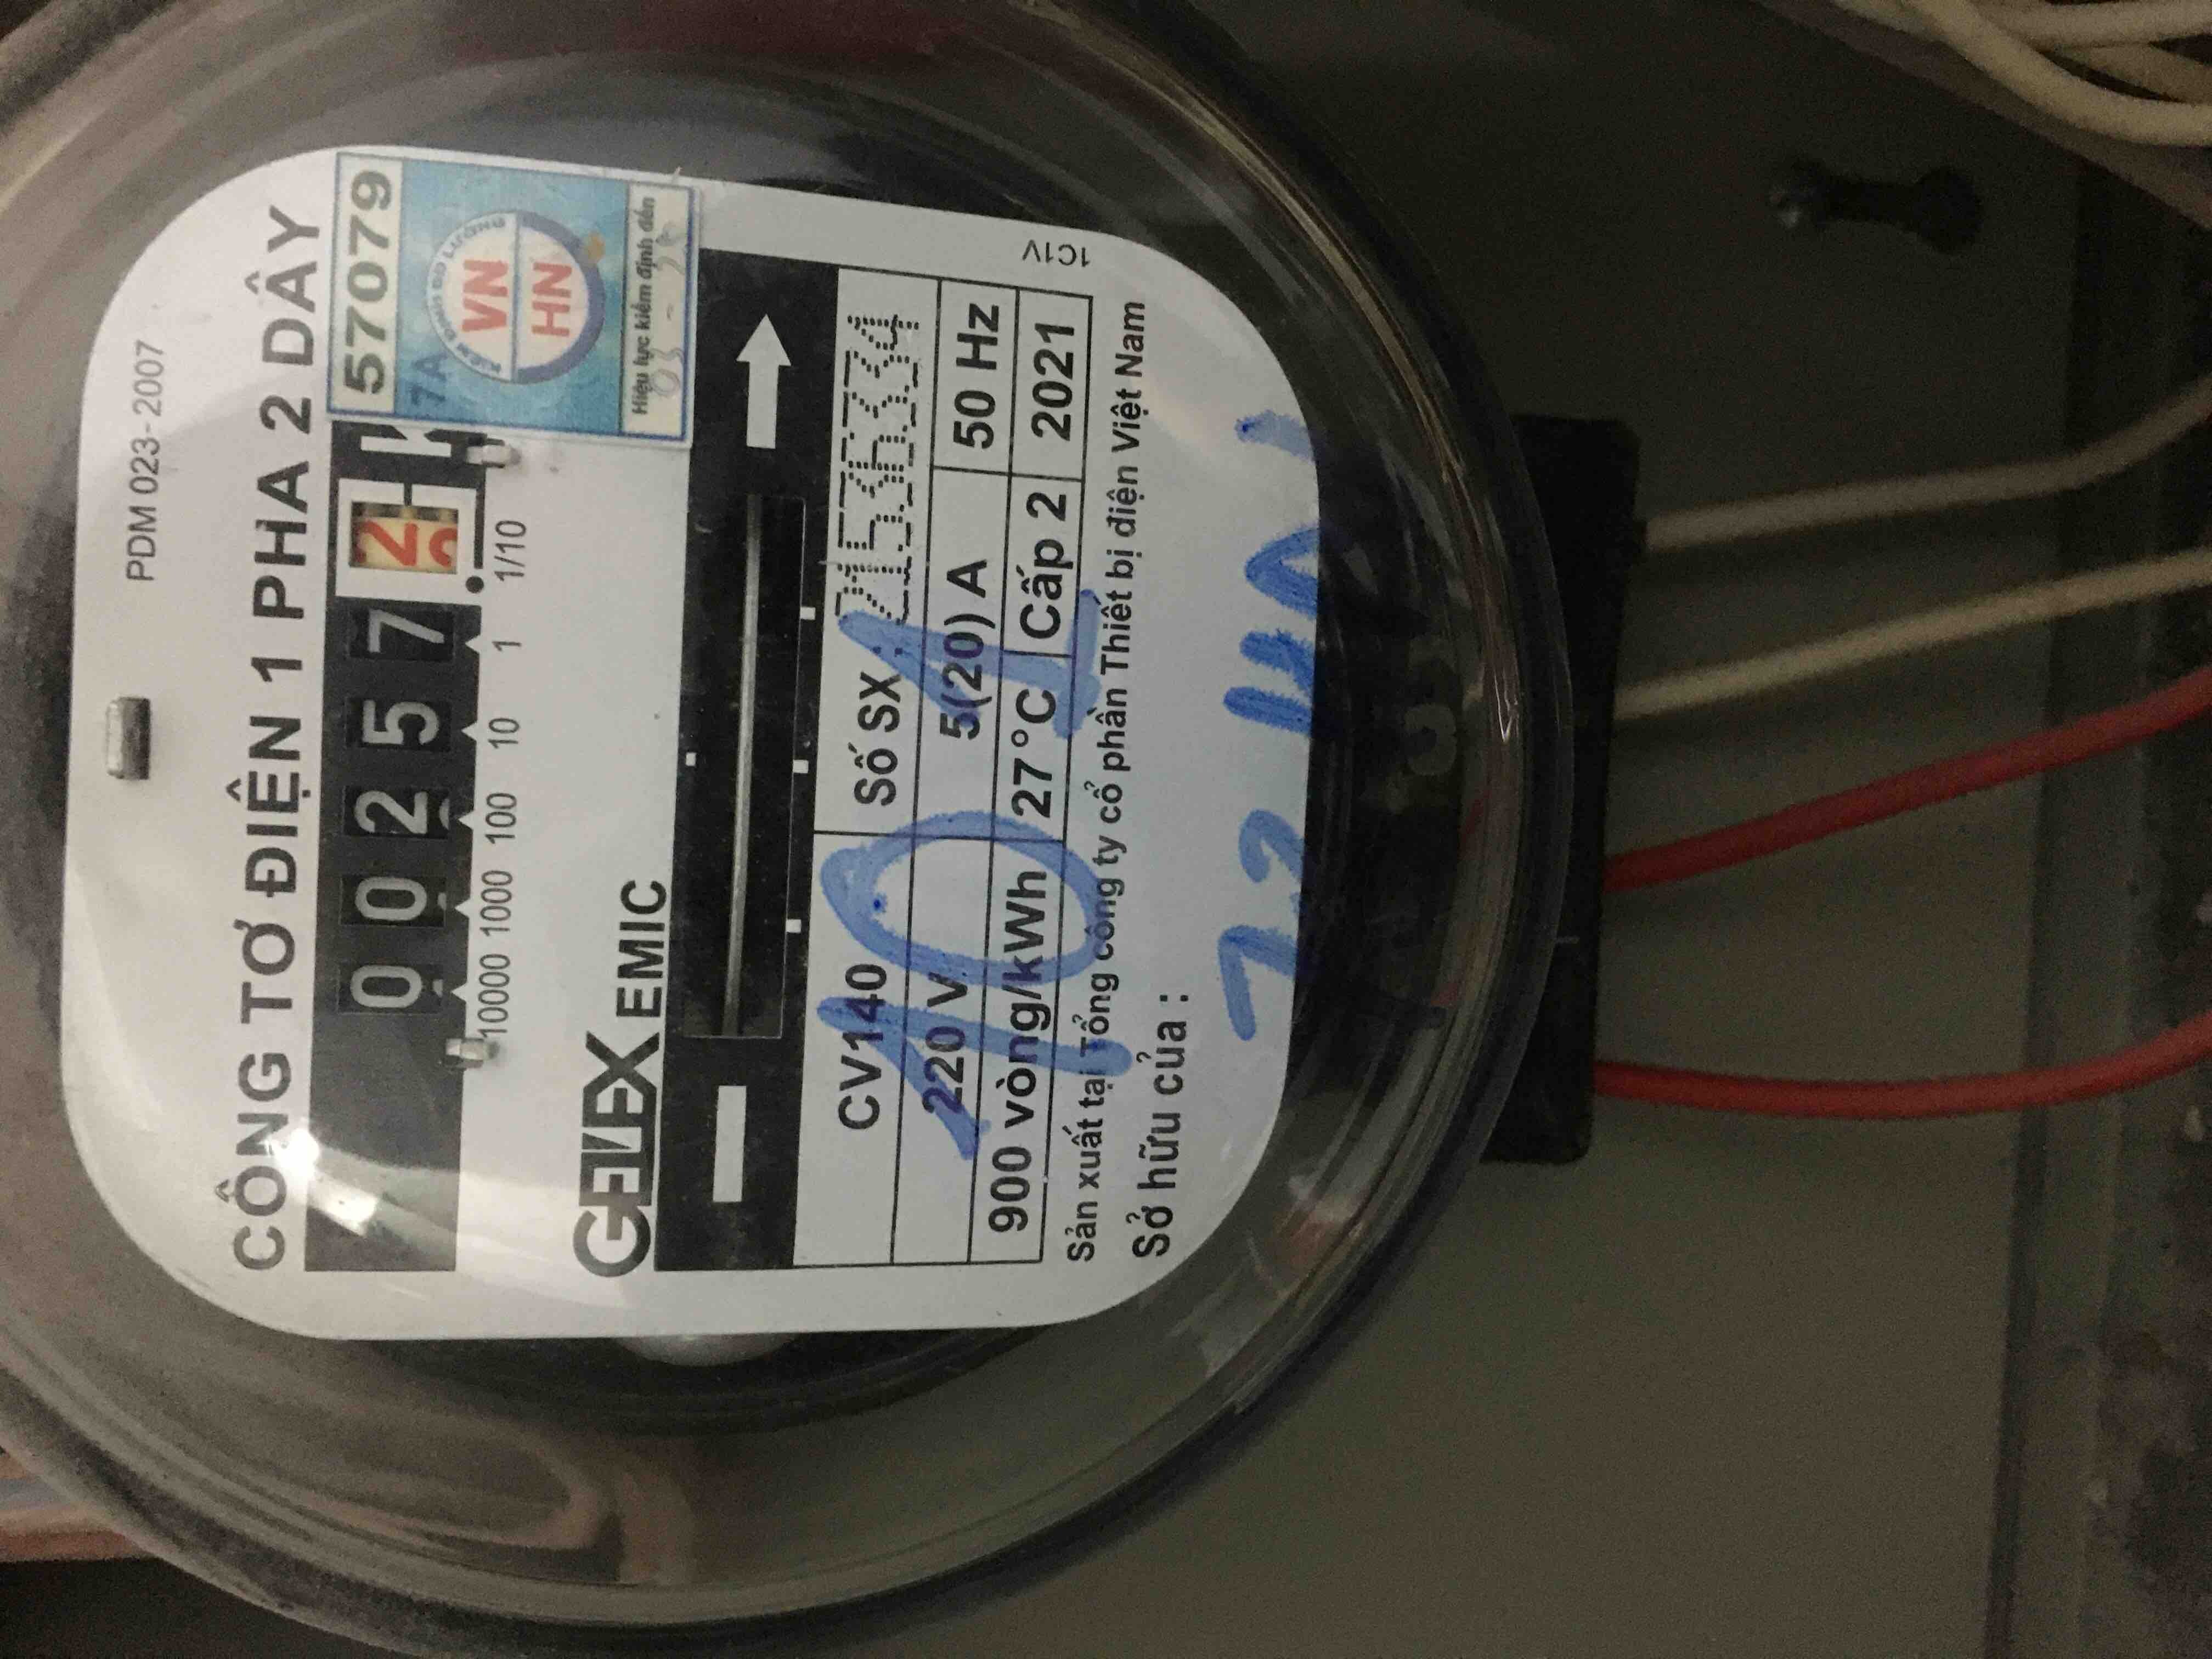 PDM 023-2007
CÔNG TƠ ĐIỆN 1 PHA 2 DÂY
57079
7A
VN
HN
Hiệu lực kiểm định đến
0 0 2 5 7 2
10000 1000 100 10 1 1/10
GELEX EMIC
CV140 Số SX :
220 V 5(20) A 50 Hz
900 vòng/kWh 27°C Cấp 2 2021
1C1V
101
Sản xuất tại Tổng công ty cổ phần Thiết bị điện Việt Nam
Sở hữu của :